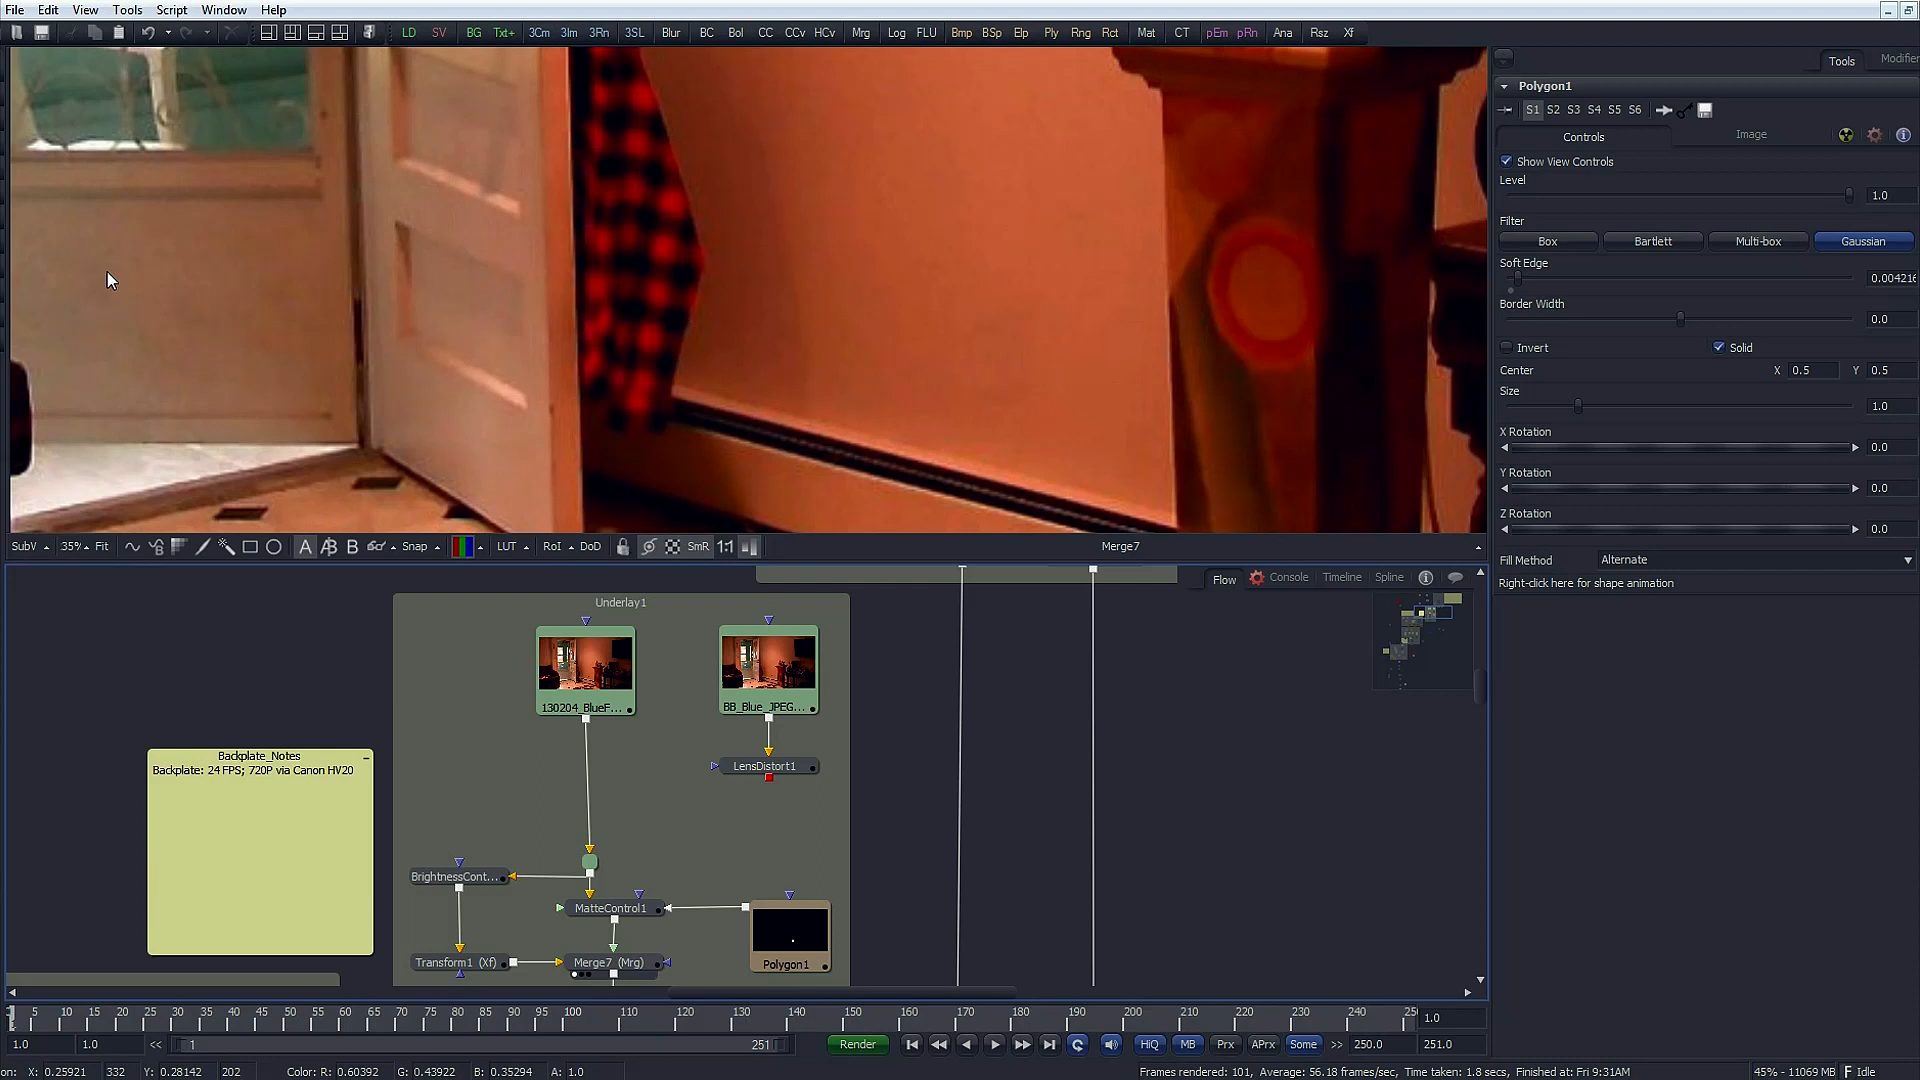 File Edit View Tools Script Window Help
LD SV BG Txt+ 3Cm 3Im 3Rn 3SL Blur BC Bol CC CCv HCv Mrg Log FLU Bmp BSp Elp Ply Rng Rct Mat CT pEm pRn Ana Rsz Xf
Tools Modifier
Polygon1
S1 S2 S3 S4 S5 S6
Controls Image
Show View Controls
Level
1.0
Filter
Box Bartlett Multi-box Gaussian
Soft Edge
0.004216
Border Width
0.0
Invert Solid
Center X 0.5 Y 0.5
Size
1.0
X Rotation
0.0
Y Rotation
0.0
Z Rotation
0.0
Fill Method Alternate
Right-click here for shape animation
SubV 35% Fit A B B Snap LUT RoI DoD SmR 1:1 Merge7
Flow Console Timeline Spline
Underlay1
130204_BlueF...
BB_Blue_JPEG...
Backplate_Notes
Backplate: 24 FPS; 720P via Canon HV20
LensDistort1
BrightnessCont...
MatteControl1
Transform1 (Xf)
Merge7 (Mrg)
Polygon1
5 10 15 20 25 30 35 40 45 50 55 60 65 70 75 80 85 90 95 100 110 120 130 140 150 160 170 180 190 200 210 220 230 240 25
1.0
1.0 1.0 << 1 251 Render HiQ MB Prx APrx Some >> 250.0 251.0
on: X: 0.25921 332 Y: 0.28142 202 Color: R: 0.60392 G: 0.43922 B: 0.35294 A: 1.0
Frames rendered: 101, Average: 56.18 frames/sec, Time taken: 1.8 secs, Finished at: Fri 9:31AM 45% - 11069 MB Idle